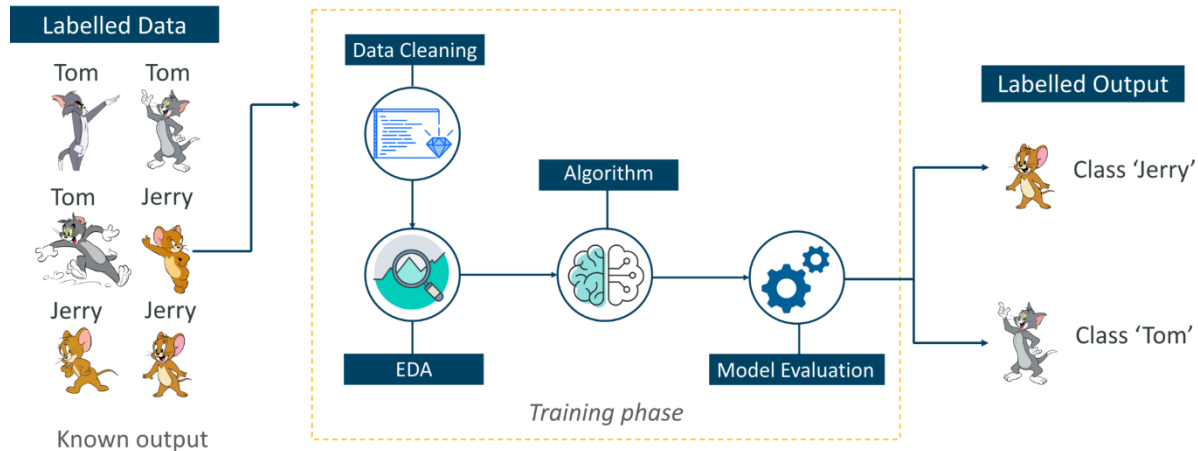 Labelled Data
Tom Tom
Tom Jerry
Jerry Jerry
Known output
Data Cleaning
EDA
Algorithm
Model Evaluation
Training phase
Labelled Output
Class ‘Jerry’
Class ‘Tom’